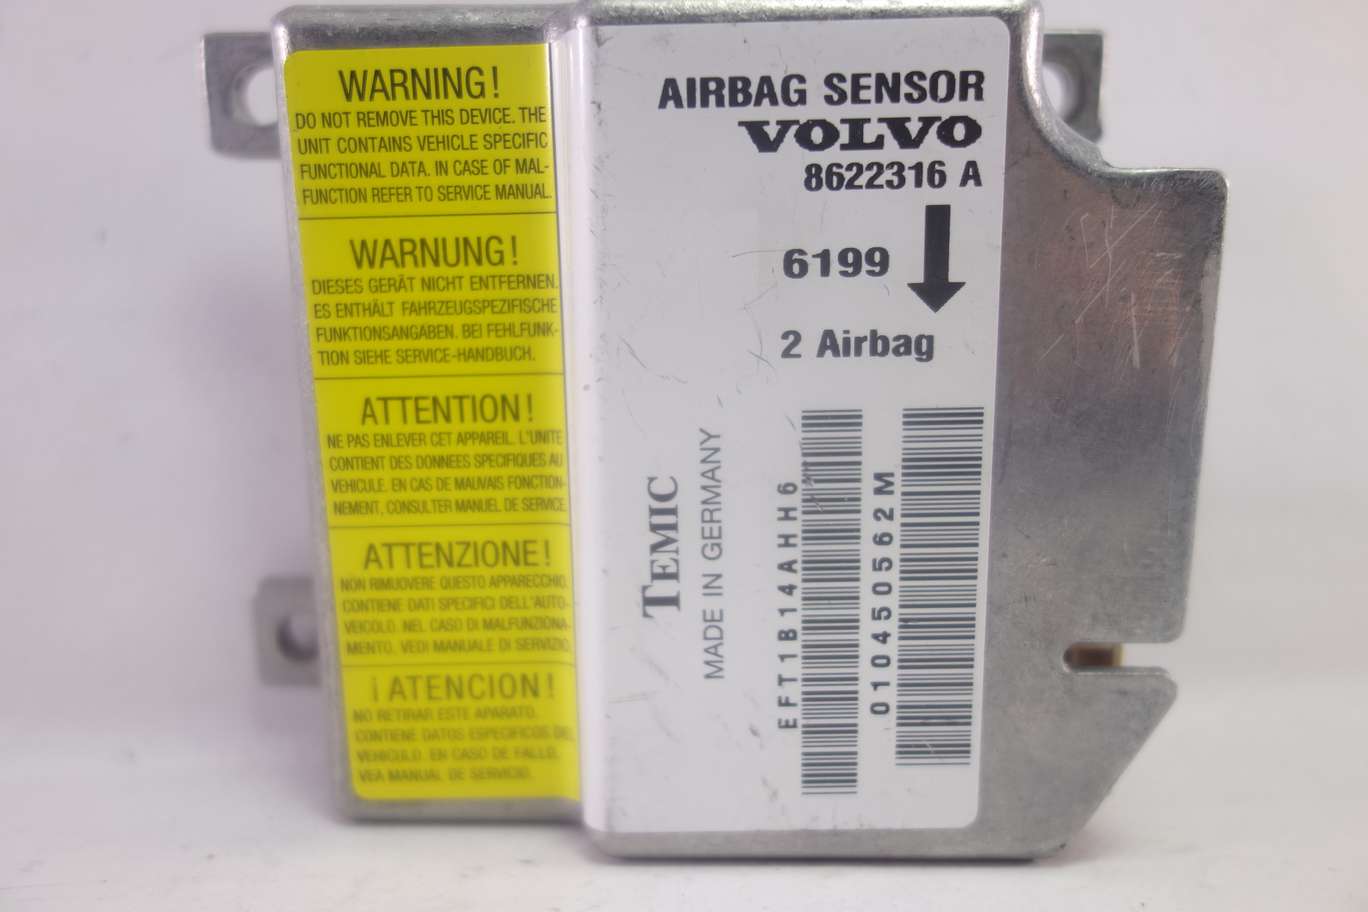 WARNING!
DO NOT REMOVE THIS DEVICE. THE
UNIT CONTAINS VEHICLE SPECIFIC
FUNCTIONAL DATA. IN CASE OF MAL-
FUNCTION REFER TO SERVICE MANUAL.
WARNUNG!
DIESES GERÄT NICHT ENTFERNEN.
ES ENTHÄLT FAHRZEUGSPEZIFISCHE
FUNKTIONSANGABEN. BEI FEHLFUNK-
TION SIEHE SERVICE-HANDBUCH.
ATTENTION!
NE PAS ENLEVER CET APPAREIL. L'UNITE
CONTIENT DES DONNEES SPECIFIQUES AU
VEHICULE. EN CAS DE MAUVAIS FONCTION-
NEMENT, CONSULTER MANUEL DE SERVICE.
ATTENZIONE!
NON RIMUOVERE QUESTO APPARECCHIO.
CONTIENE DATI SPECIFICI DELL'AUTO-
VEICOLO. NEL CASO DI MALFUNZIONA-
MENTO, VEDI MANUALE DI SERVIZIO.
¡ATENCION!
NO RETIRAR ESTE APARATO.
CONTIENE DATOS ESPECIFICOS DEL
VEHICULO. EN CASO DE FALLE.
VEA MANUAL DE SERVICIO.
AIRBAG SENSOR
VOLVO
8622316 A
6199
2 Airbag
TEMIC
MADE IN GERMANY
EFT1B14AHH6
010450562M